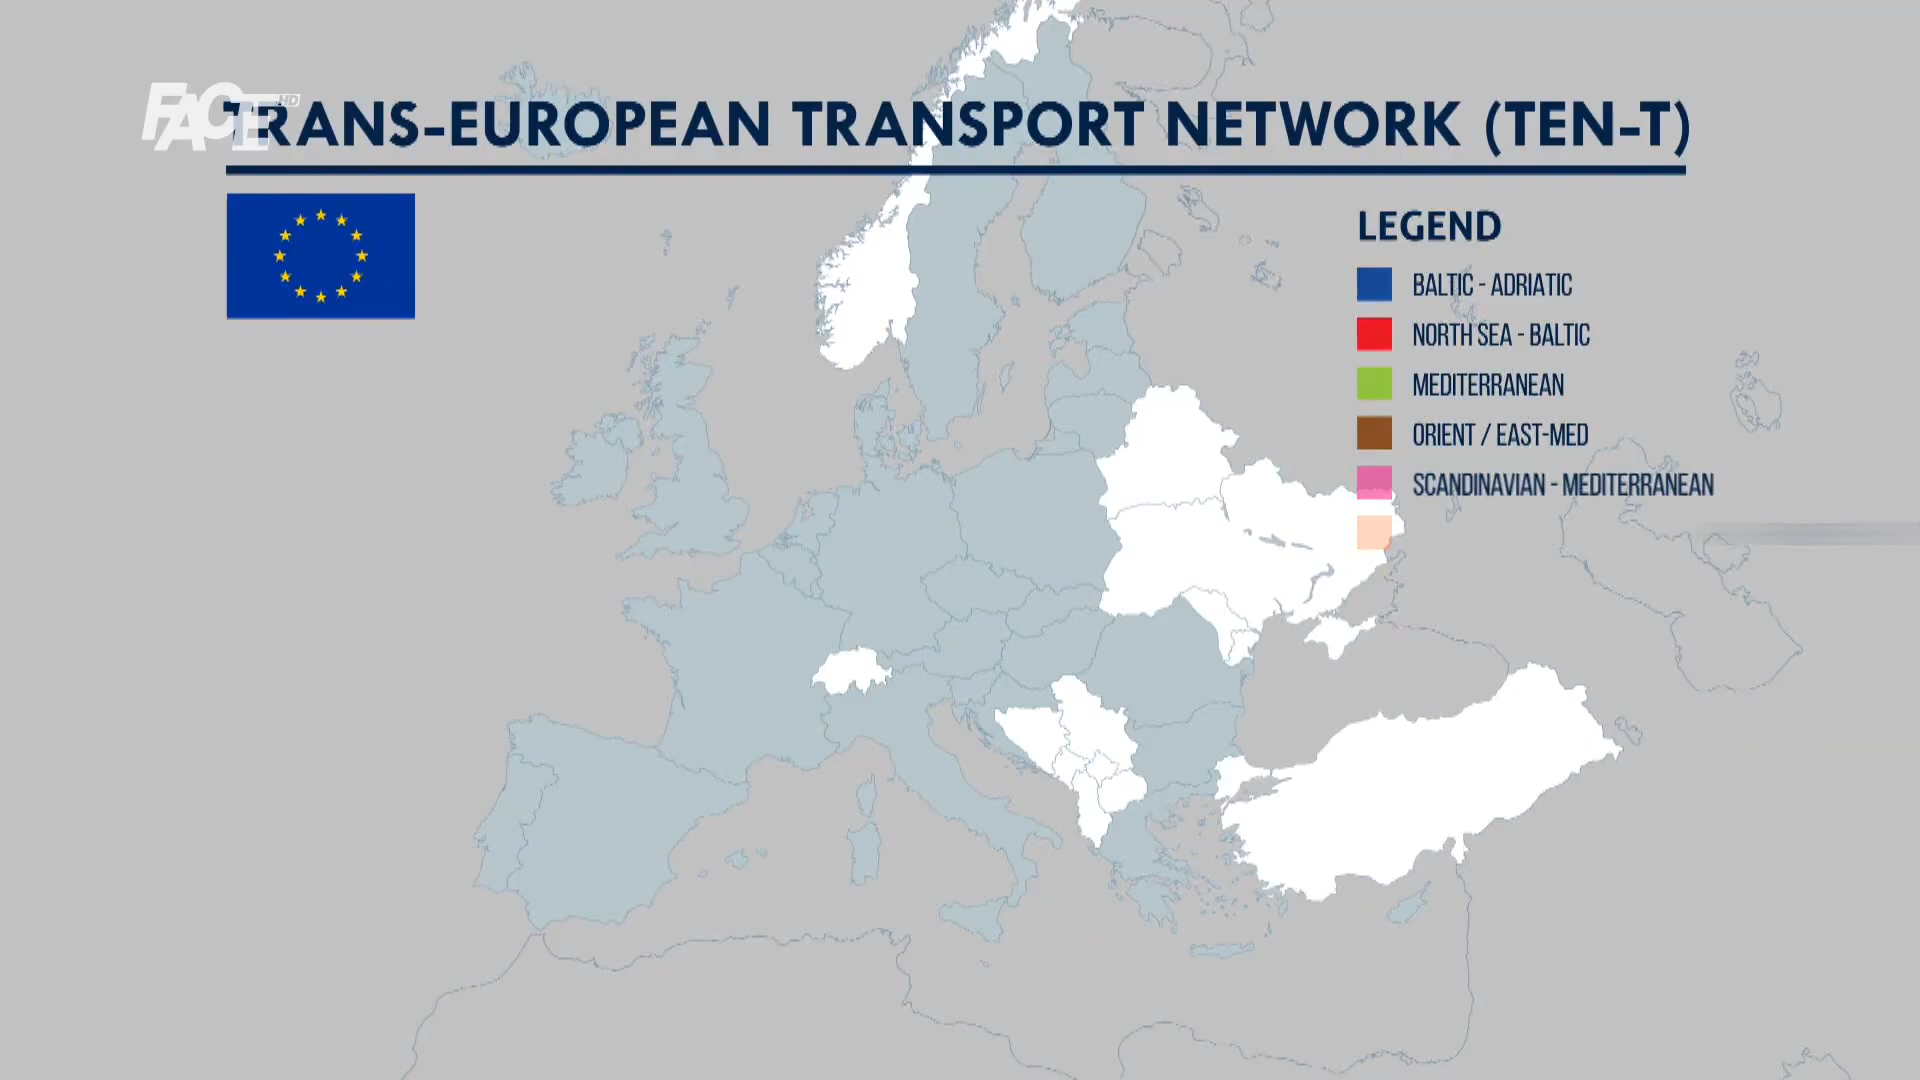 FACE HD
TRANS-EUROPEAN TRANSPORT NETWORK (TEN-T)
LEGEND
BALTIC - ADRIATIC
NORTH SEA - BALTIC
MEDITERRANEAN
ORIENT / EAST-MED
SCANDINAVIAN - MEDITERRANEAN